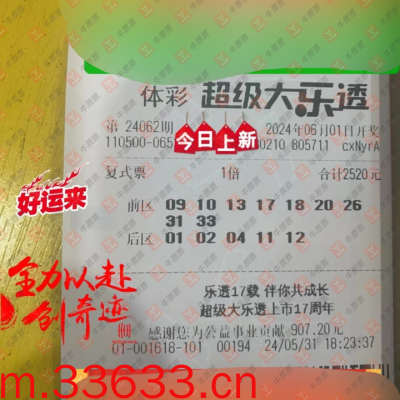 体彩 超级大乐透
第 24062期
2024年06月01日开奖
110500-065
0210 805711 cxNyrA
今日上新
复式票 1倍 合计2520元
好运来
前区 09 10 13 17 18 20 26
31 33
后区 01 02 04 11 12
全力以赴
创奇迹
乐透17载 伴你共成长
超级大乐透上市17周年
感谢您为公益事业贡献 907.20元
01-001618-101 00194 24/05/31 18:23:37
m.33633.cn